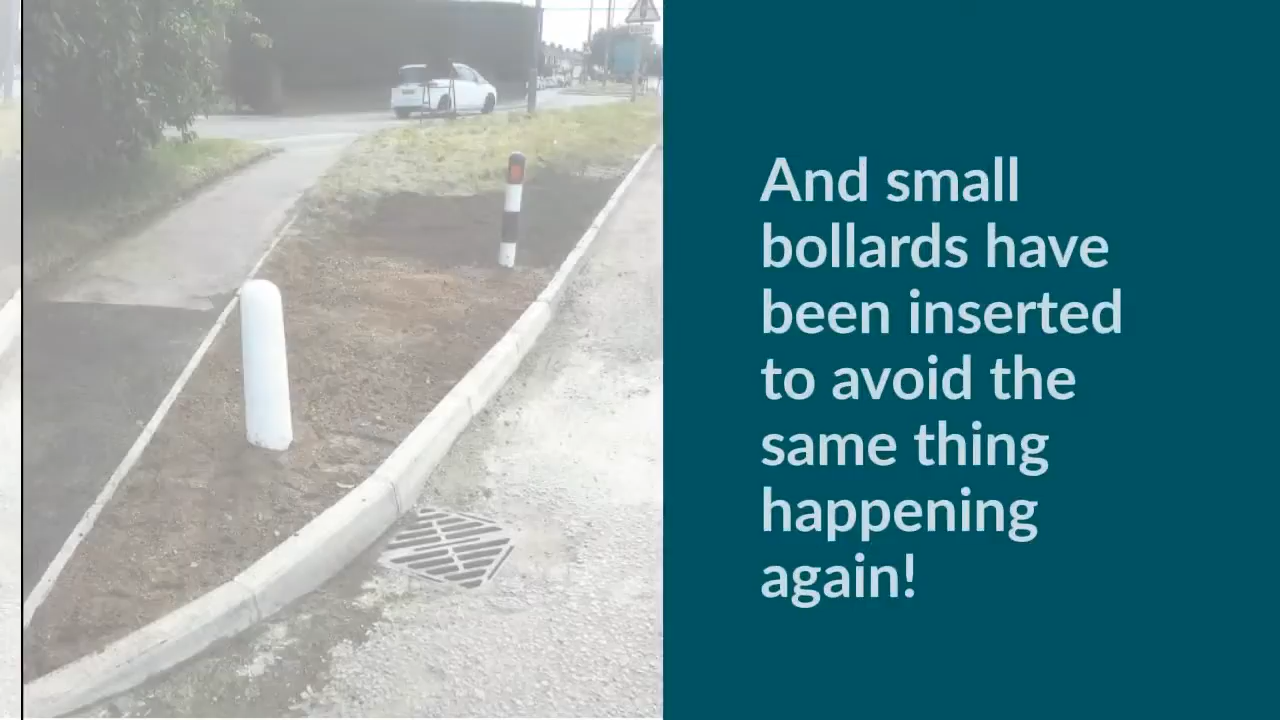 And small
bollards have
been inserted
to avoid the
same thing
happening
again!